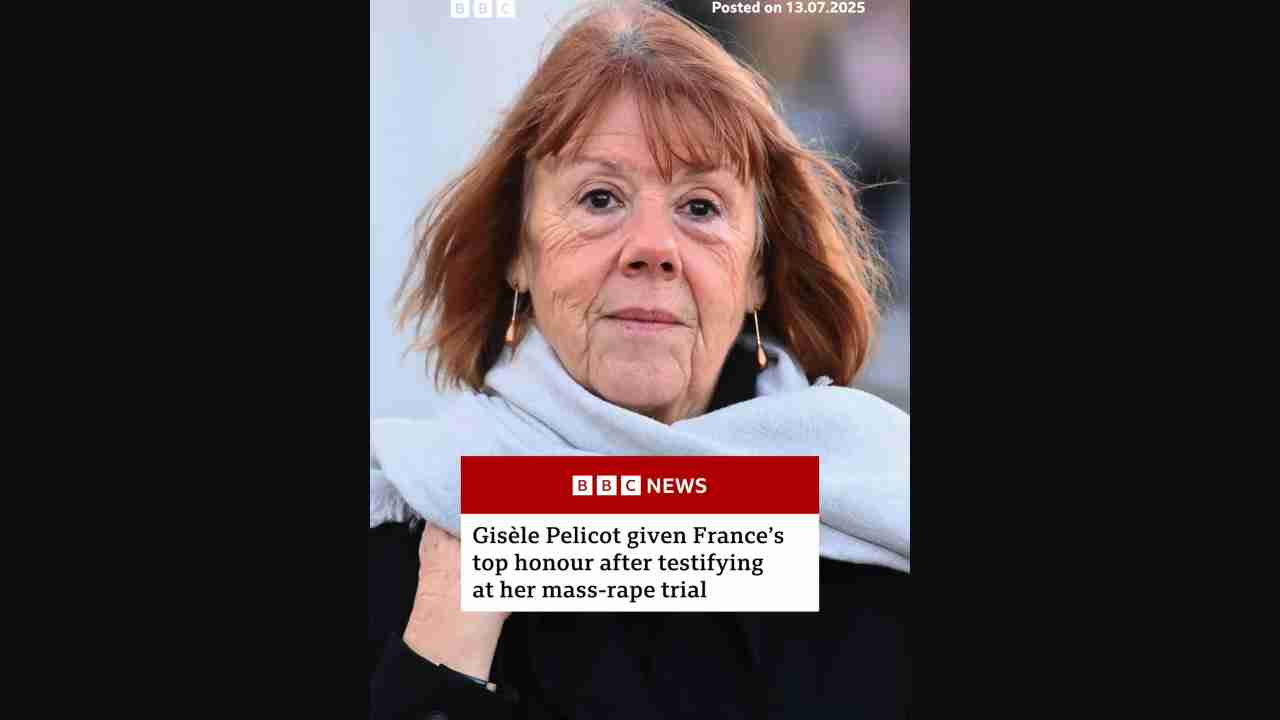 BBC
Posted on 13.07.2025
BBC NEWS
Gisèle Pelicot given France’s
top honour after testifying
at her mass-rape trial